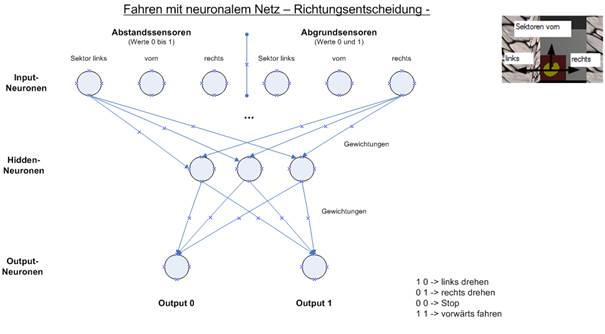 Fahren mit neuronalem Netz – Richtungsentscheidung -
Abstandssensoren
(Werte 0 bis 1)
Abgrundsensoren
(Werte 0 und 1)
Sektor links vorn rechts
Sektor links vorn rechts
Input-
Neuronen
...
Sektoren vorn
links
rechts
Gewichtungen
Hidden-
Neuronen
Gewichtungen
Output-
Neuronen
Output 0
Output 1
1 0 -> links drehen
0 1 -> rechts drehen
0 0 -> Stop
1 1 -> vorwärts fahren